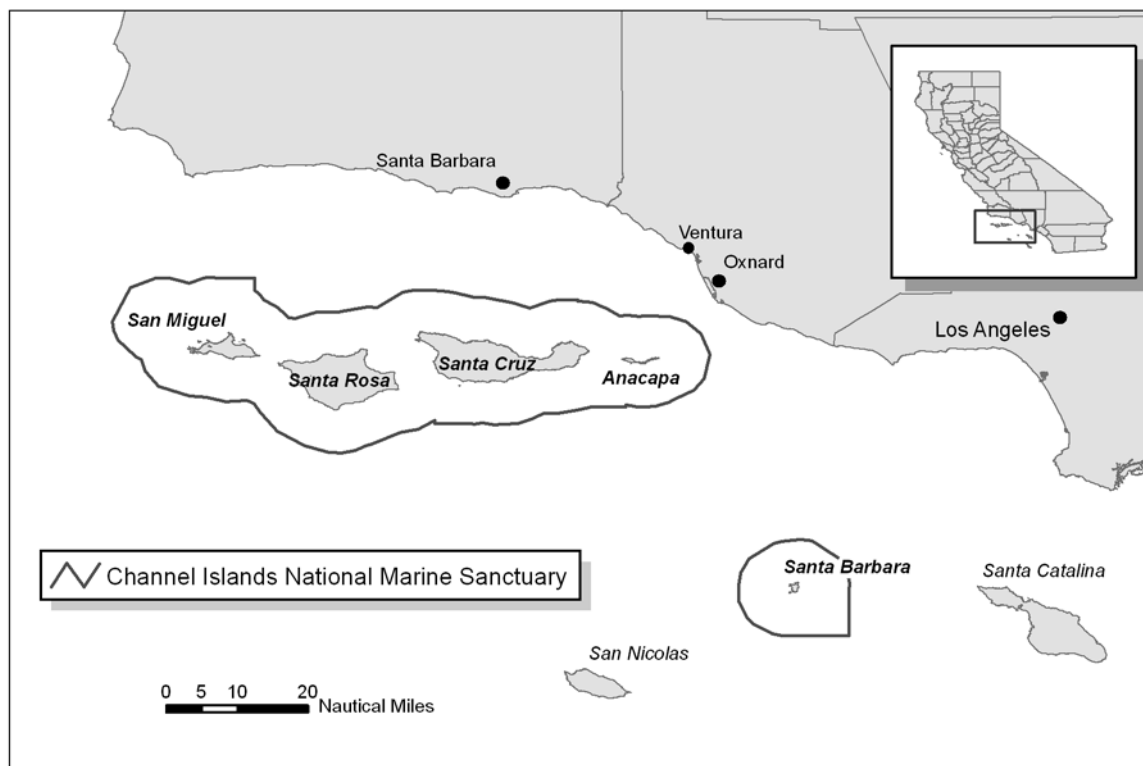 Santa Barbara
Ventura
Oxnard
Los Angeles
San Miguel
Santa Rosa
Santa Cruz
Anacapa
Channel Islands National Marine Sanctuary
Santa Barbara
Santa Catalina
San Nicolas
0 5 10 20
Nautical Miles